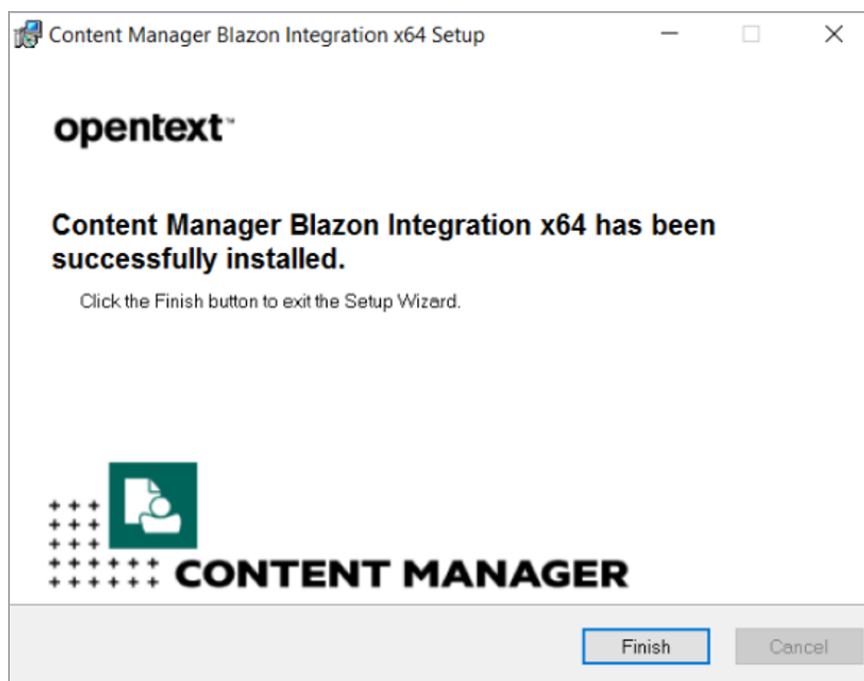 Content Manager Blazon Integration x64 Setup
opentext™
Content Manager Blazon Integration x64 has been
successfully installed.
Click the Finish button to exit the Setup Wizard.
CONTENT MANAGER
Finish
Cancel